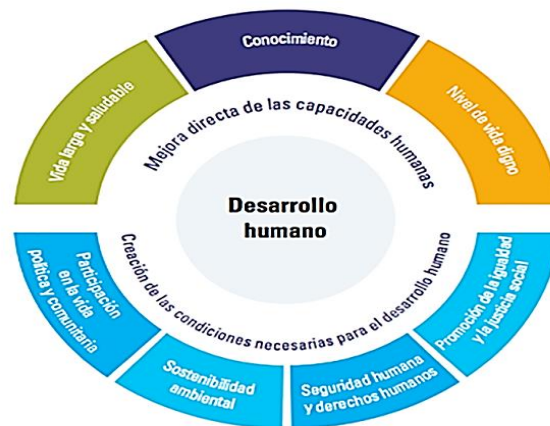 Conocimiento
Vida larga y saludable
Nivel de vida digno
Mejora directa de las capacidades humanas
Desarrollo
humano
Creación de las condiciones necesarias para el desarrollo humano
Participación
en la vida
política y comunitaria
Sostenibilidad
ambiental
Seguridad humana
y derechos humanos
Promoción de la igualdad
y la justicia social